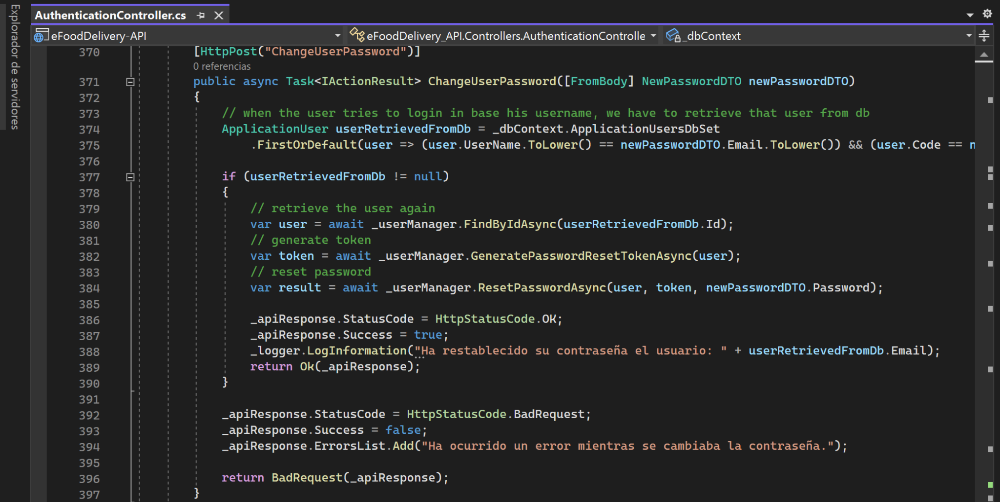 Explorador de servidores
AuthenticationController.cs
eFoodDelivery-API
eFoodDelivery_API.Controllers.AuthenticationControlle
_dbContext
370 [HttpPost("ChangeUserPassword")]
0 referencias
371 public async Task<IActionResult> ChangeUserPassword([FromBody] NewPasswordDTO newPasswordDTO)
372 {
373 // when the user tries to login in base his username, we have to retrieve that user from db
374 ApplicationUser userRetrievedFromDb = _dbContext.ApplicationUsersDbSet
375 .FirstOrDefault(user => (user.UserName.ToLower() == newPasswordDTO.Email.ToLower()) && (user.Code == n
376
377 if (userRetrievedFromDb != null)
378 {
379 // retrieve the user again
380 var user = await _userManager.FindByIdAsync(userRetrievedFromDb.Id);
381 // generate token
382 var token = await _userManager.GeneratePasswordResetTokenAsync(user);
383 // reset password
384 var result = await _userManager.ResetPasswordAsync(user, token, newPasswordDTO.Password);
385
386 _apiResponse.StatusCode = HttpStatusCode.OK;
387 _apiResponse.Success = true;
388 _logger.LogInformation("Ha restablecido su contraseña el usuario: " + userRetrievedFromDb.Email);
389 return Ok(_apiResponse);
390 }
391
392 _apiResponse.StatusCode = HttpStatusCode.BadRequest;
393 _apiResponse.Success = false;
394 _apiResponse.ErrorsList.Add("Ha ocurrido un error mientras se cambiaba la contraseña.");
395
396 return BadRequest(_apiResponse);
397 }